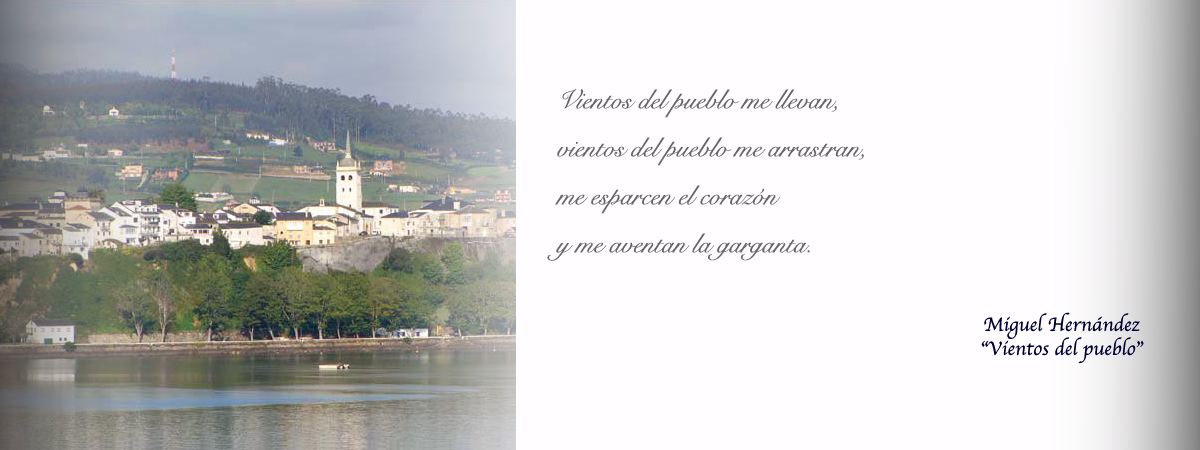 Vientos del pueblo me llevan,
vientos del pueblo me arrastran,
me esparcen el corazón
y me aventan la garganta.
Miguel Hernández
“Vientos del pueblo”